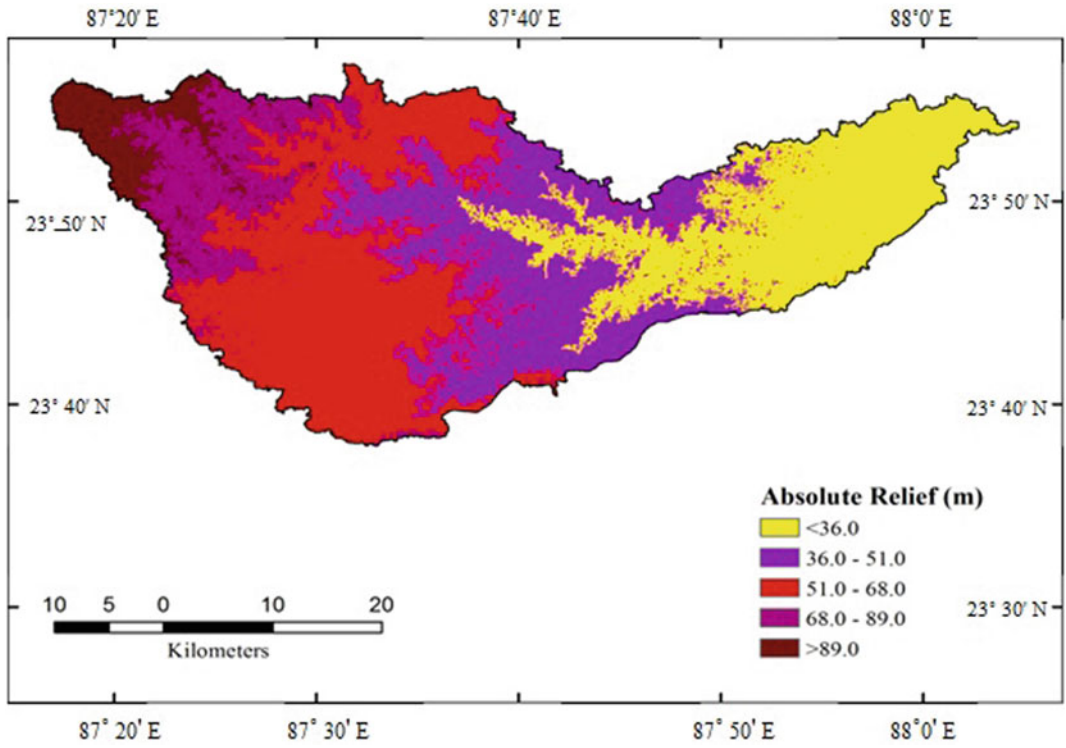 87° 20' E 87° 40' E 88° 0' E
23° 50' N 23° 50' N
23° 40' N 23° 40' N
Absolute Relief (m)
<36.0
36.0 - 51.0
51.0 - 68.0
68.0 - 89.0
>89.0
10 5 0 10 20
Kilometers
23° 30' N
87° 20' E 87° 30' E 87° 50' E 88° 0' E